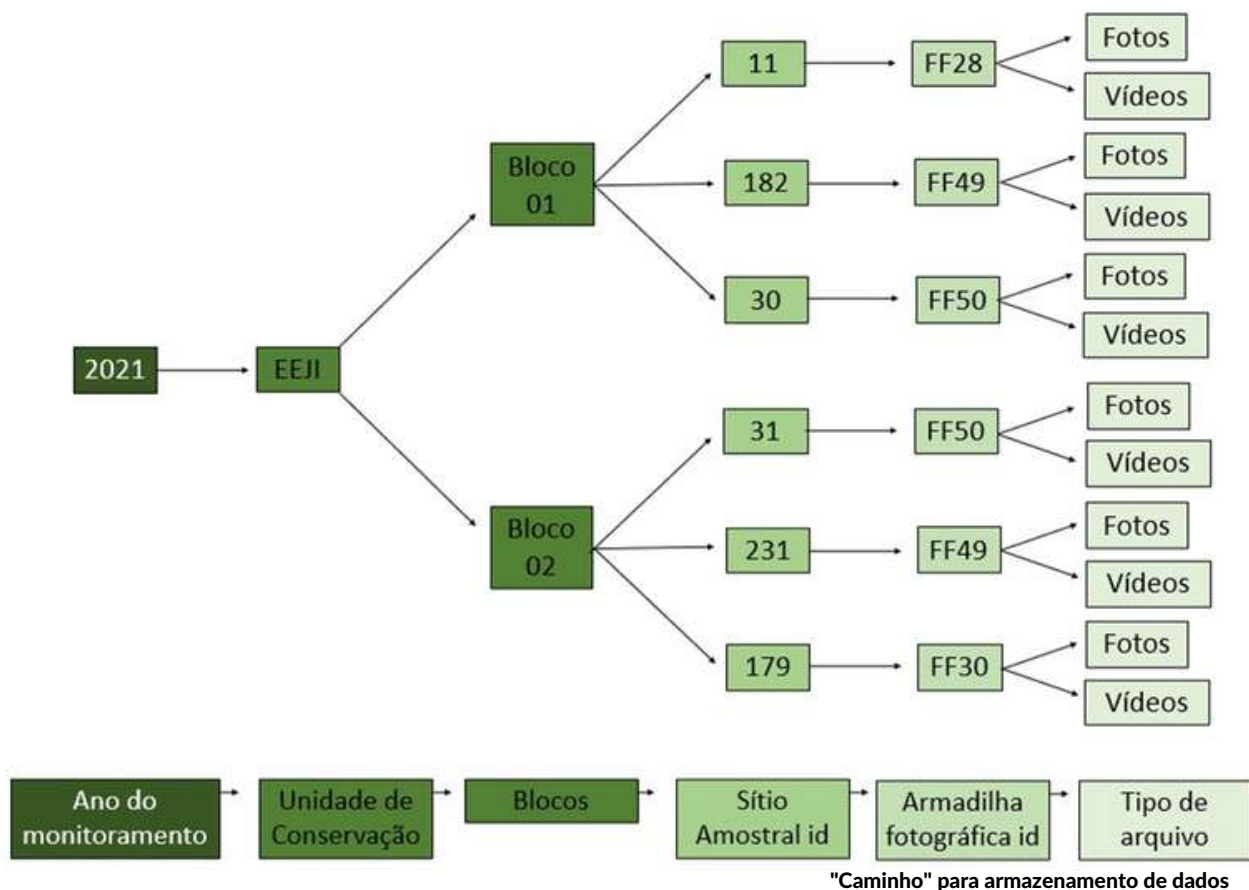 2021
EEJI
Bloco
01
11
FF28
Fotos
Vídeos
182
FF49
Fotos
Vídeos
30
FF50
Fotos
Vídeos
Bloco
02
31
FF50
Fotos
Vídeos
231
FF49
Fotos
Vídeos
179
FF30
Fotos
Vídeos
Ano do
monitoramento
Unidade de
Conservação
Blocos
Sítio
Amostral id
Armadilha
fotográfica id
Tipo de
arquivo
"Caminho" para armazenamento de dados